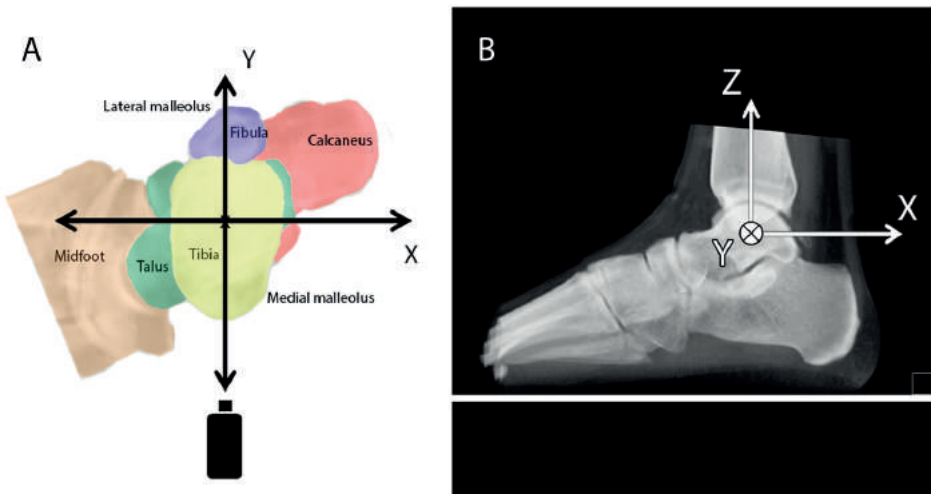 A
Y
Lateral malleolus
Fibula
Calcaneus
X
Midfoot
Talus
Tibia
Medial malleolus
B
Z
X
Y